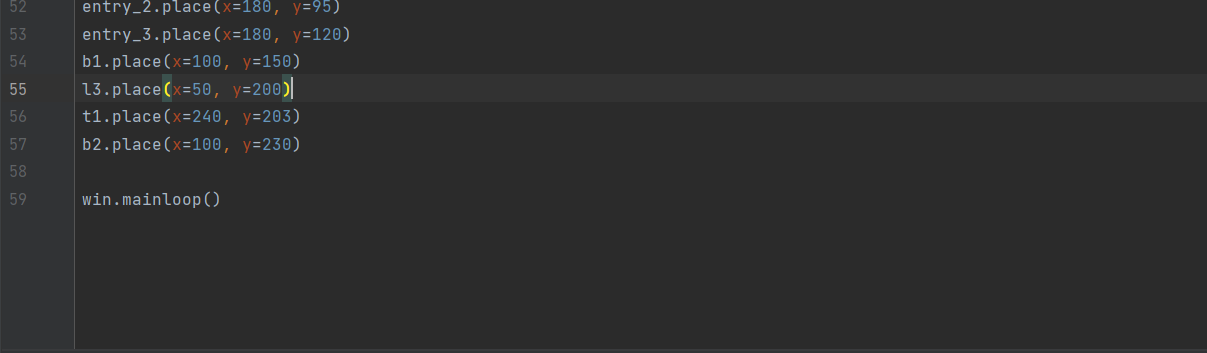 52 entry_2.place(x=180, y=95)
53 entry_3.place(x=180, y=120)
54 b1.place(x=100, y=150)
55 l3.place(x=50, y=200)
56 t1.place(x=240, y=203)
57 b2.place(x=100, y=230)
58
59 win.mainloop()